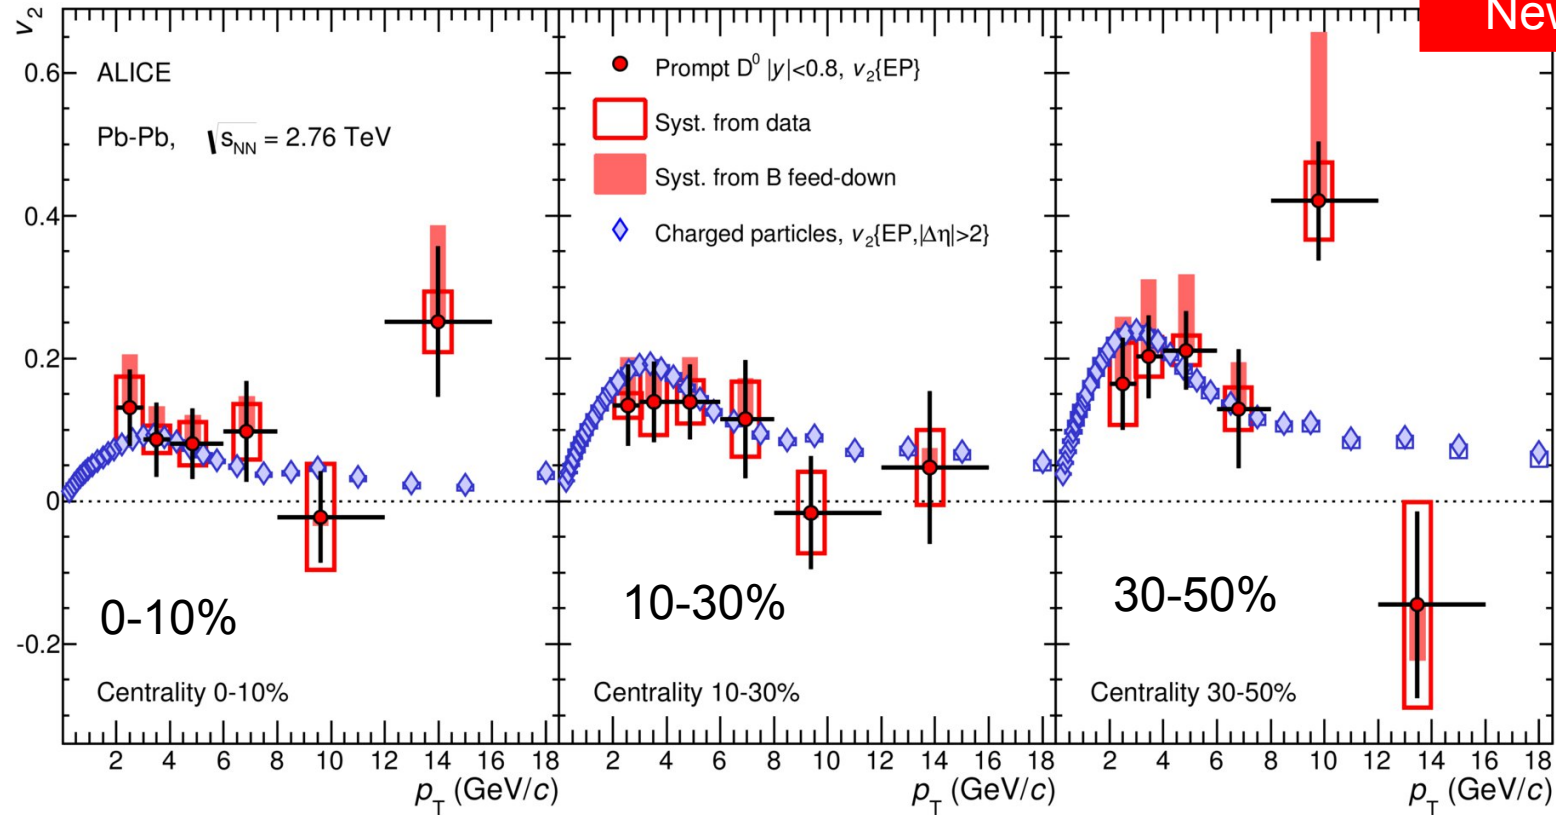 New
v₂
ALICE
Pb-Pb, √s_NN = 2.76 TeV
Prompt D⁰ |y|<0.8, v₂{EP}
Syst. from data
Syst. from B feed-down
Charged particles, v₂{EP,|Δη|>2}
0.6
0.4
0.2
0
-0.2
0-10%
10-30%
30-50%
Centrality 0-10%
Centrality 10-30%
Centrality 30-50%
2 4 6 8 10 12 14 16 18
2 4 6 8 10 12 14 16 18
2 4 6 8 10 12 14 16 18
p_T (GeV/c)
p_T (GeV/c)
p_T (GeV/c)